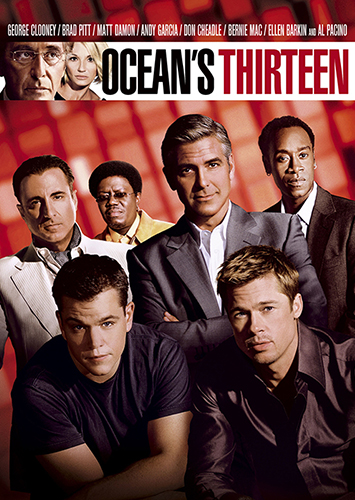 GEORGE CLOONEY / BRAD PITT / MATT DAMON / ANDY GARCIA / DON CHEADLE / BERNIE MAC / ELLEN BARKIN AND AL PACINO
OCEAN'S THIRTEEN